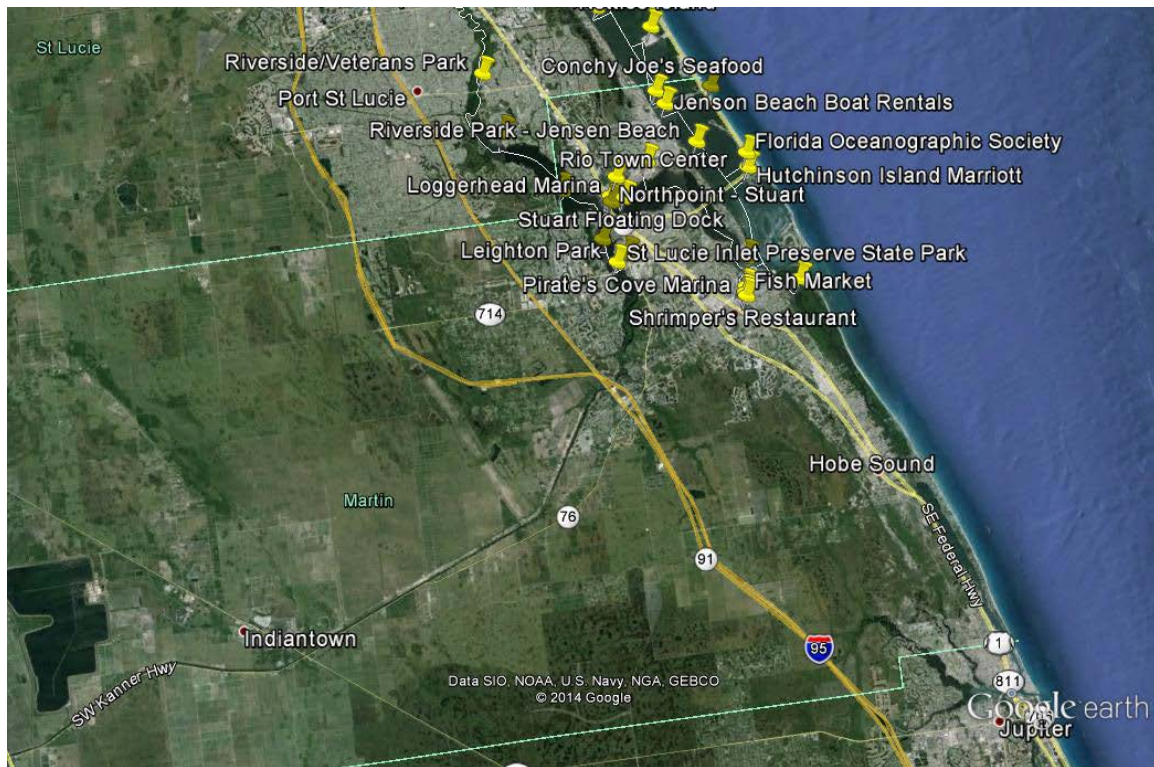 St Lucie
Riverside/Veterans Park
Conchy Joe's Seafood
Port St Lucie
Jenson Beach Boat Rentals
Riverside Park - Jensen Beach
Florida Oceanographic Society
Rio Town Center
Hutchinson Island Marriott
Loggerhead Marina
Northpoint - Stuart
Stuart Floating Dock
Leighton Park
St Lucie Inlet Preserve State Park
Pirate's Cove Marina
Fish Market
714
Shrimper's Restaurant
Hobe Sound
Martin
76
SE Federal Hwy
91
Indiantown
1
95
SW Kanner Hwy
Data SIO, NOAA, U.S. Navy, NGA, GEBCO
© 2014 Google
811
Google earth
Jupiter